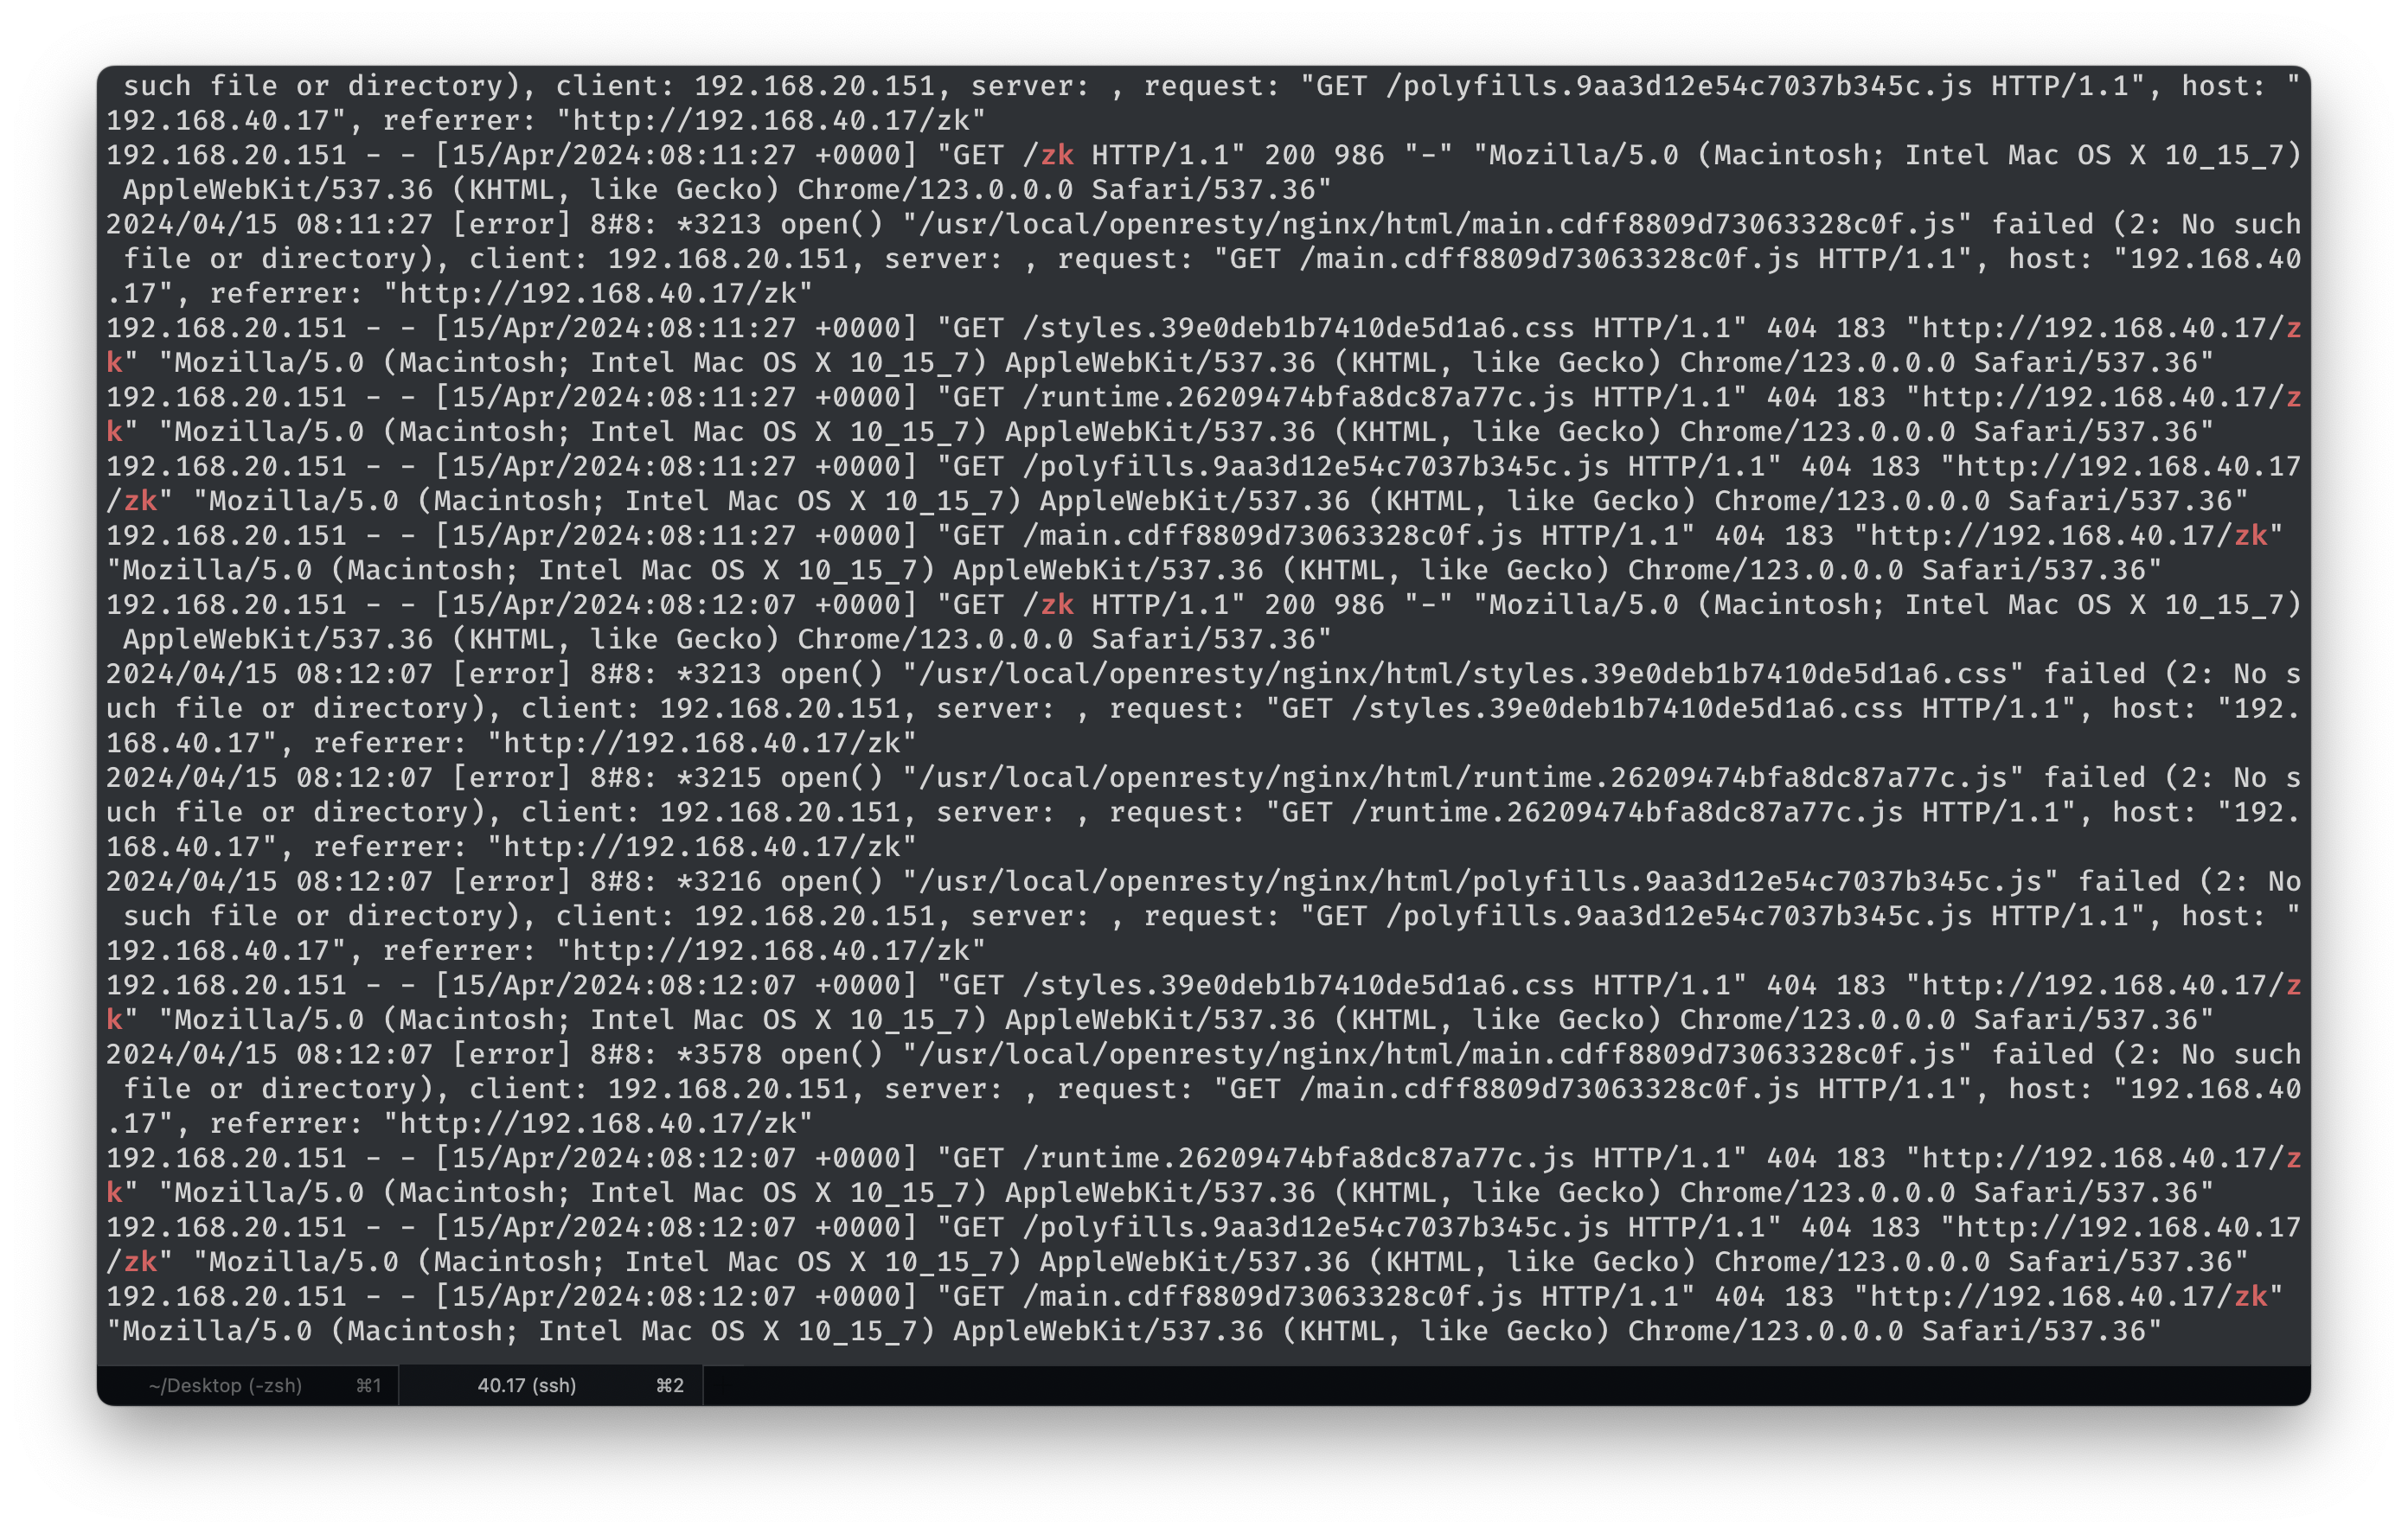 such file or directory), client: 192.168.20.151, server: , request: "GET /polyfills.9aa3d12e54c7037b345c.js HTTP/1.1", host: "
192.168.40.17", referrer: "http://192.168.40.17/zk"
192.168.20.151 - - [15/Apr/2024:08:11:27 +0000] "GET /zk HTTP/1.1" 200 986 "-" "Mozilla/5.0 (Macintosh; Intel Mac OS X 10_15_7)
 AppleWebKit/537.36 (KHTML, like Gecko) Chrome/123.0.0.0 Safari/537.36"
2024/04/15 08:11:27 [error] 8#8: *3213 open() "/usr/local/openresty/nginx/html/main.cdff8809d73063328c0f.js" failed (2: No such
 file or directory), client: 192.168.20.151, server: , request: "GET /main.cdff8809d73063328c0f.js HTTP/1.1", host: "192.168.40
.17", referrer: "http://192.168.40.17/zk"
192.168.20.151 - - [15/Apr/2024:08:11:27 +0000] "GET /styles.39e0deb1b7410de5d1a6.css HTTP/1.1" 404 183 "http://192.168.40.17/z
k" "Mozilla/5.0 (Macintosh; Intel Mac OS X 10_15_7) AppleWebKit/537.36 (KHTML, like Gecko) Chrome/123.0.0.0 Safari/537.36"
192.168.20.151 - - [15/Apr/2024:08:11:27 +0000] "GET /runtime.26209474bfa8dc87a77c.js HTTP/1.1" 404 183 "http://192.168.40.17/z
k" "Mozilla/5.0 (Macintosh; Intel Mac OS X 10_15_7) AppleWebKit/537.36 (KHTML, like Gecko) Chrome/123.0.0.0 Safari/537.36"
192.168.20.151 - - [15/Apr/2024:08:11:27 +0000] "GET /polyfills.9aa3d12e54c7037b345c.js HTTP/1.1" 404 183 "http://192.168.40.17
/zk" "Mozilla/5.0 (Macintosh; Intel Mac OS X 10_15_7) AppleWebKit/537.36 (KHTML, like Gecko) Chrome/123.0.0.0 Safari/537.36"
192.168.20.151 - - [15/Apr/2024:08:11:27 +0000] "GET /main.cdff8809d73063328c0f.js HTTP/1.1" 404 183 "http://192.168.40.17/zk"
"Mozilla/5.0 (Macintosh; Intel Mac OS X 10_15_7) AppleWebKit/537.36 (KHTML, like Gecko) Chrome/123.0.0.0 Safari/537.36"
192.168.20.151 - - [15/Apr/2024:08:12:07 +0000] "GET /zk HTTP/1.1" 200 986 "-" "Mozilla/5.0 (Macintosh; Intel Mac OS X 10_15_7)
 AppleWebKit/537.36 (KHTML, like Gecko) Chrome/123.0.0.0 Safari/537.36"
2024/04/15 08:12:07 [error] 8#8: *3213 open() "/usr/local/openresty/nginx/html/styles.39e0deb1b7410de5d1a6.css" failed (2: No s
uch file or directory), client: 192.168.20.151, server: , request: "GET /styles.39e0deb1b7410de5d1a6.css HTTP/1.1", host: "192.
168.40.17", referrer: "http://192.168.40.17/zk"
2024/04/15 08:12:07 [error] 8#8: *3215 open() "/usr/local/openresty/nginx/html/runtime.26209474bfa8dc87a77c.js" failed (2: No s
uch file or directory), client: 192.168.20.151, server: , request: "GET /runtime.26209474bfa8dc87a77c.js HTTP/1.1", host: "192.
168.40.17", referrer: "http://192.168.40.17/zk"
2024/04/15 08:12:07 [error] 8#8: *3216 open() "/usr/local/openresty/nginx/html/polyfills.9aa3d12e54c7037b345c.js" failed (2: No
 such file or directory), client: 192.168.20.151, server: , request: "GET /polyfills.9aa3d12e54c7037b345c.js HTTP/1.1", host: "
192.168.40.17", referrer: "http://192.168.40.17/zk"
192.168.20.151 - - [15/Apr/2024:08:12:07 +0000] "GET /styles.39e0deb1b7410de5d1a6.css HTTP/1.1" 404 183 "http://192.168.40.17/z
k" "Mozilla/5.0 (Macintosh; Intel Mac OS X 10_15_7) AppleWebKit/537.36 (KHTML, like Gecko) Chrome/123.0.0.0 Safari/537.36"
2024/04/15 08:12:07 [error] 8#8: *3578 open() "/usr/local/openresty/nginx/html/main.cdff8809d73063328c0f.js" failed (2: No such
 file or directory), client: 192.168.20.151, server: , request: "GET /main.cdff8809d73063328c0f.js HTTP/1.1", host: "192.168.40
.17", referrer: "http://192.168.40.17/zk"
192.168.20.151 - - [15/Apr/2024:08:12:07 +0000] "GET /runtime.26209474bfa8dc87a77c.js HTTP/1.1" 404 183 "http://192.168.40.17/z
k" "Mozilla/5.0 (Macintosh; Intel Mac OS X 10_15_7) AppleWebKit/537.36 (KHTML, like Gecko) Chrome/123.0.0.0 Safari/537.36"
192.168.20.151 - - [15/Apr/2024:08:12:07 +0000] "GET /polyfills.9aa3d12e54c7037b345c.js HTTP/1.1" 404 183 "http://192.168.40.17
/zk" "Mozilla/5.0 (Macintosh; Intel Mac OS X 10_15_7) AppleWebKit/537.36 (KHTML, like Gecko) Chrome/123.0.0.0 Safari/537.36"
192.168.20.151 - - [15/Apr/2024:08:12:07 +0000] "GET /main.cdff8809d73063328c0f.js HTTP/1.1" 404 183 "http://192.168.40.17/zk"
"Mozilla/5.0 (Macintosh; Intel Mac OS X 10_15_7) AppleWebKit/537.36 (KHTML, like Gecko) Chrome/123.0.0.0 Safari/537.36"
~/Desktop (-zsh) ⌘1 40.17 (ssh) ⌘2